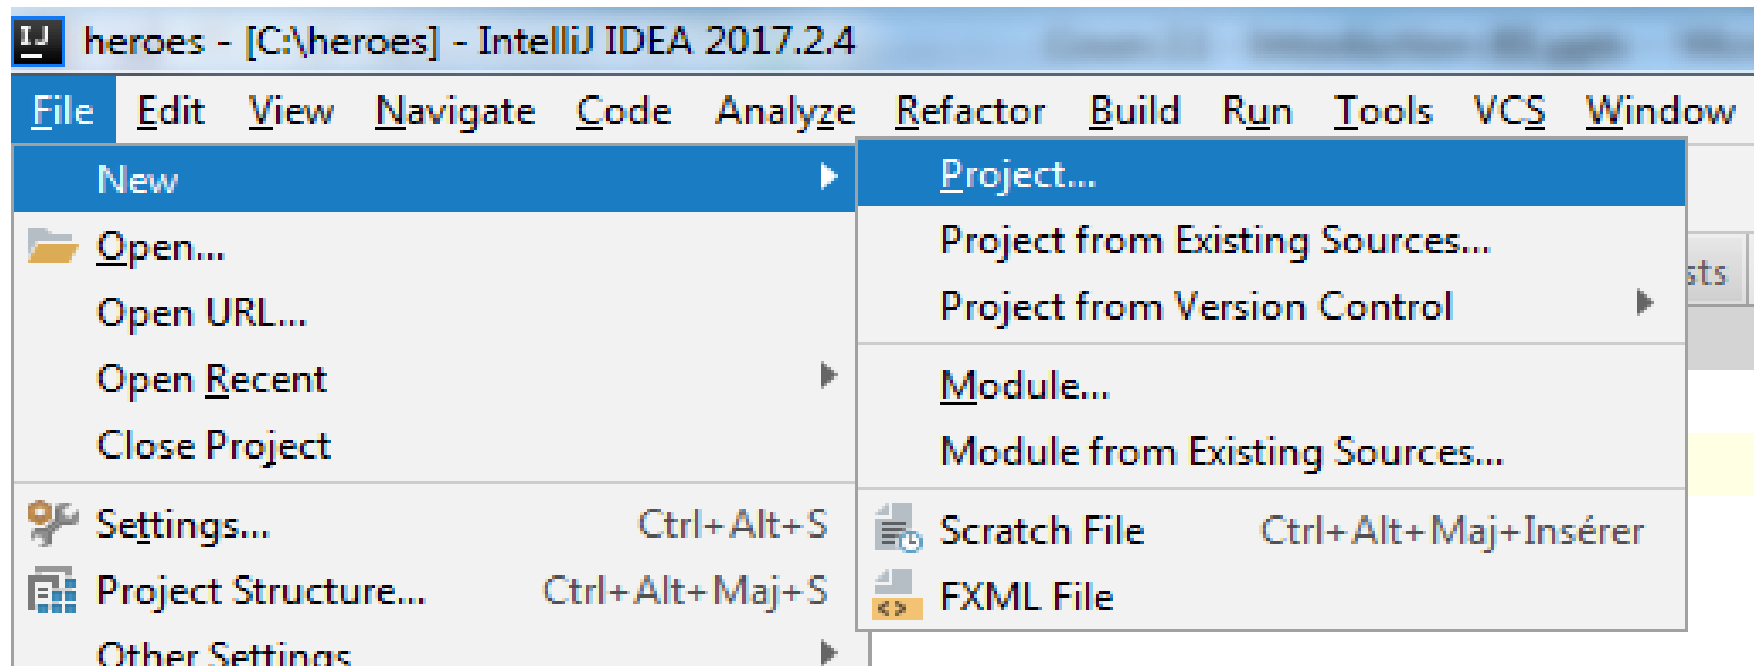 IJ heroes - [C:\heroes] - IntelliJ IDEA 2017.2.4
File Edit View Navigate Code Analyze Refactor Build Run Tools VCS Window
New
Open...
Open URL...
Open Recent
Close Project
Settings... Ctrl+Alt+S
Project Structure... Ctrl+Alt+Maj+S
Other Settings
Project...
Project from Existing Sources...
Project from Version Control
Module...
Module from Existing Sources...
Scratch File Ctrl+Alt+Maj+Insérer
FXML File
sts